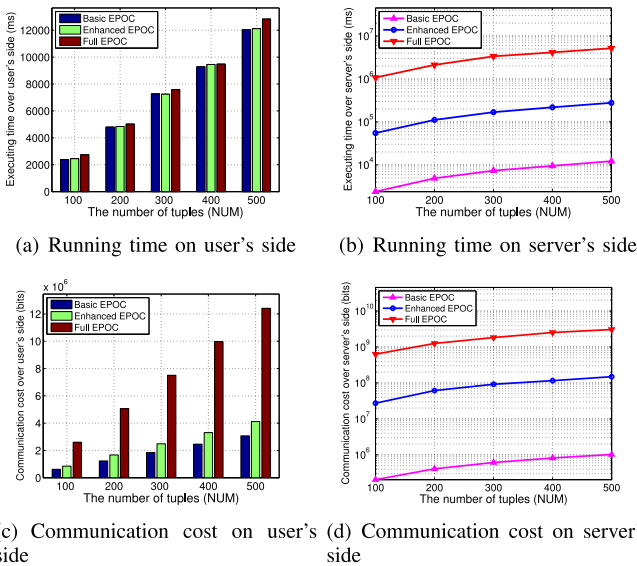 Executing time over user's side (ms)
12000
10000
8000
6000
4000
2000
0
Basic EPOC
Enhanced EPOC
Full EPOC
100 200 300 400 500
The number of tuples (NUM)
(a) Running time on user's side
Executing time over server's side (ms)
10^7
10^6
10^5
10^4
Basic EPOC
Enhanced EPOC
Full EPOC
100 200 300 400 500
The number of tuples (NUM)
(b) Running time on server's side
Communication cost over user's side (bits)
x 10^6
12
10
8
6
4
2
0
Basic EPOC
Enhanced EPOC
Full EPOC
100 200 300 400 500
The number of tuples (NUM)
(c) Communication cost on user's
side
Communication cost over server's side (bits)
10^10
10^9
10^8
10^7
10^6
Basic EPOC
Enhanced EPOC
Full EPOC
100 200 300 400 500
The number of tuples (NUM)
(d) Communication cost on server
side